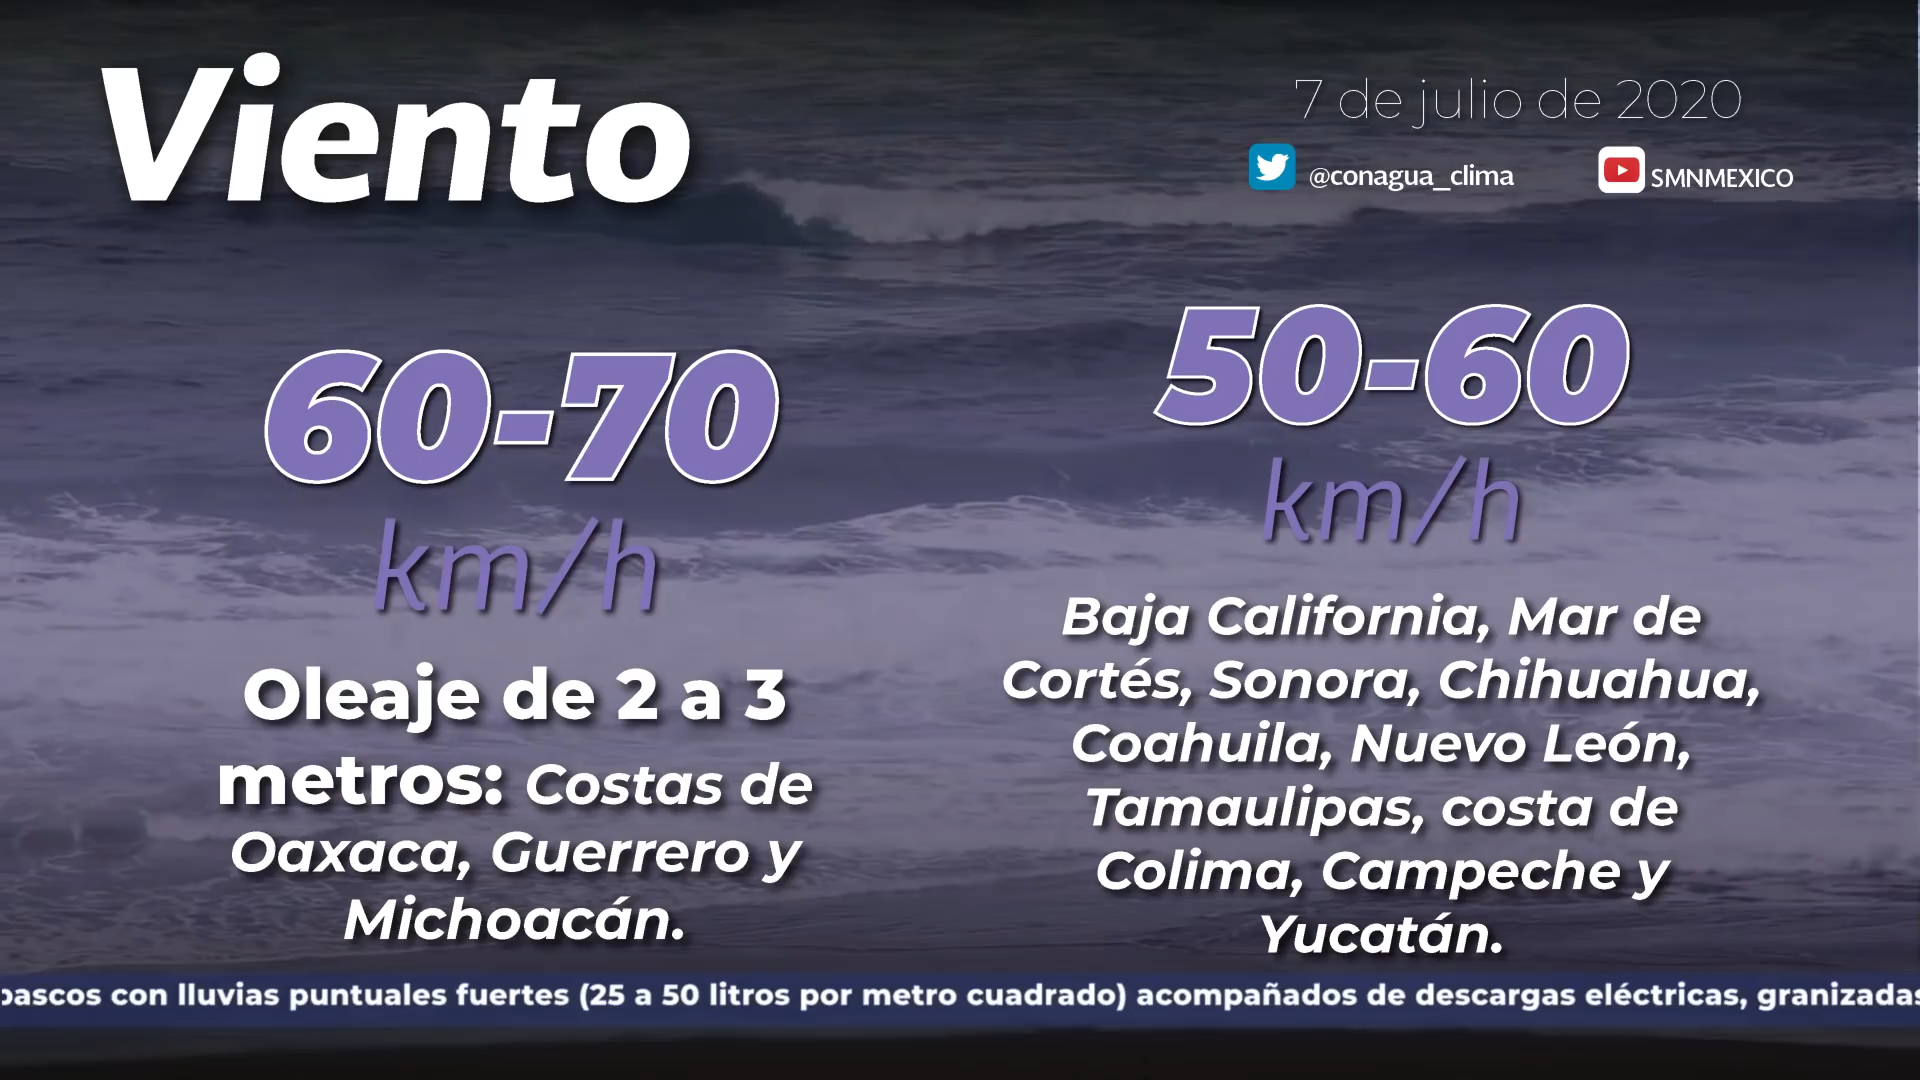 Viento
7 de julio de 2020
@conagua_clima
SMNMEXICO
60-70
km/h
Oleaje de 2 a 3
metros: Costas de
Oaxaca, Guerrero y
Michoacán.
50-60
km/h
Baja California, Mar de
Cortés, Sonora, Chihuahua,
Coahuila, Nuevo León,
Tamaulipas, costa de
Colima, Campeche y
Yucatán.
con lluvias puntuales fuertes (25 a 50 litros por metro cuadrado) acompañados de descargas eléctricas,